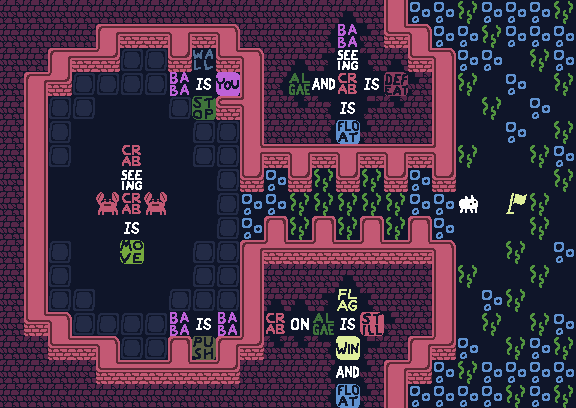 BABA
WALL
SEEING
BABA IS YOU
ALGAE AND CRAB IS DEFEAT
STOP
IS
FLOAT
CRAB
SEEING
CRAB
IS
MOVE
FLAG
BABA IS BABA
CRAB ON ALGAE IS STILL
PUSH
WIN
AND
FLOAT